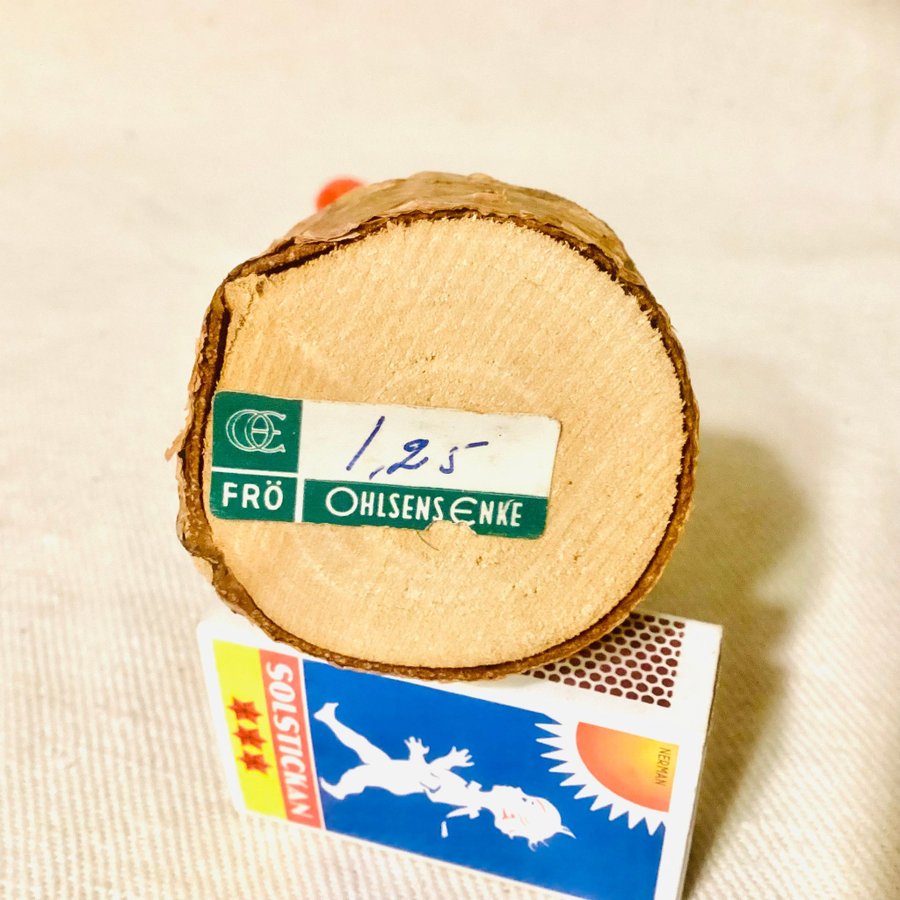 OE
1,25
FRÖ
OHLSENS ENKE
SOLSTICKAN
NERMAN